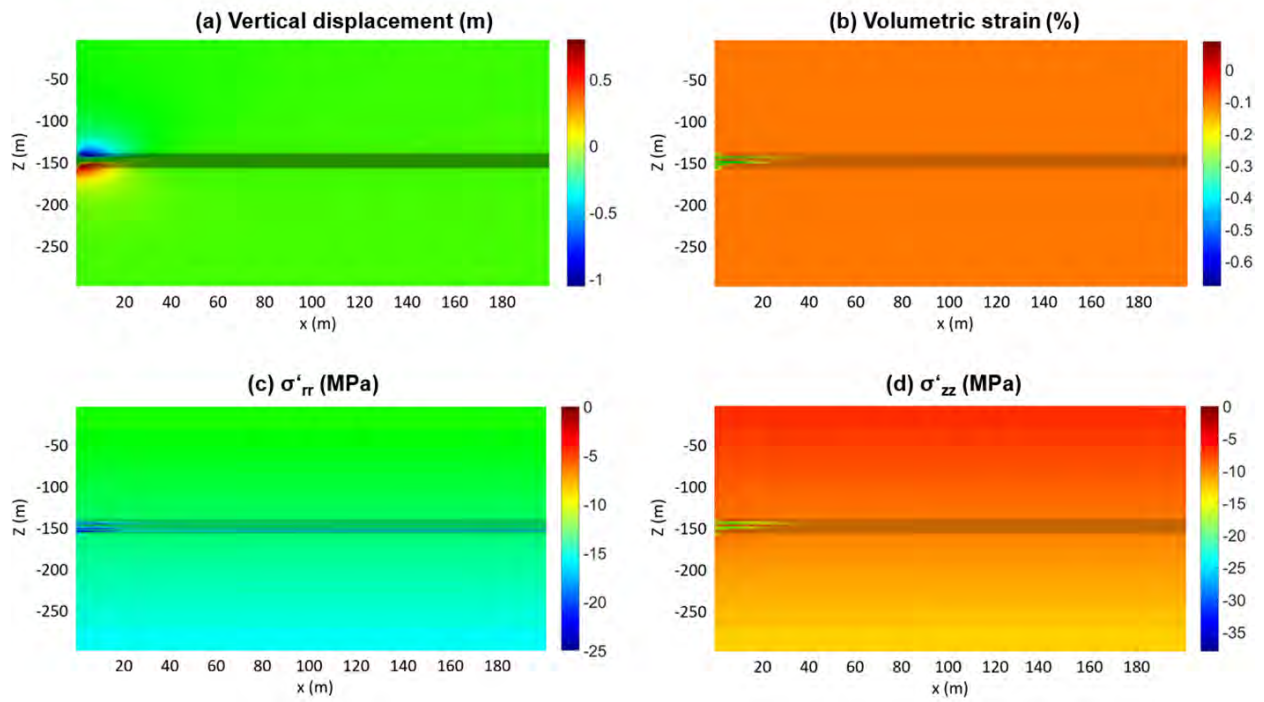 (a) Vertical displacement (m)
-50
-100
-150
-200
-250
Z (m)
20 40 60 80 100 120 140 160 180
x (m)
0.5
0
-0.5
-1
(b) Volumetric strain (%)
-50
-100
-150
-200
-250
Z (m)
20 40 60 80 100 120 140 160 180
x (m)
0
-0.1
-0.2
-0.3
-0.4
-0.5
-0.6
(c) σ‘rr (MPa)
-50
-100
-150
-200
-250
Z (m)
20 40 60 80 100 120 140 160 180
x (m)
0
-5
-10
-15
-20
-25
(d) σ‘zz (MPa)
-50
-100
-150
-200
-250
Z (m)
20 40 60 80 100 120 140 160 180
x (m)
0
-5
-10
-15
-20
-25
-30
-35